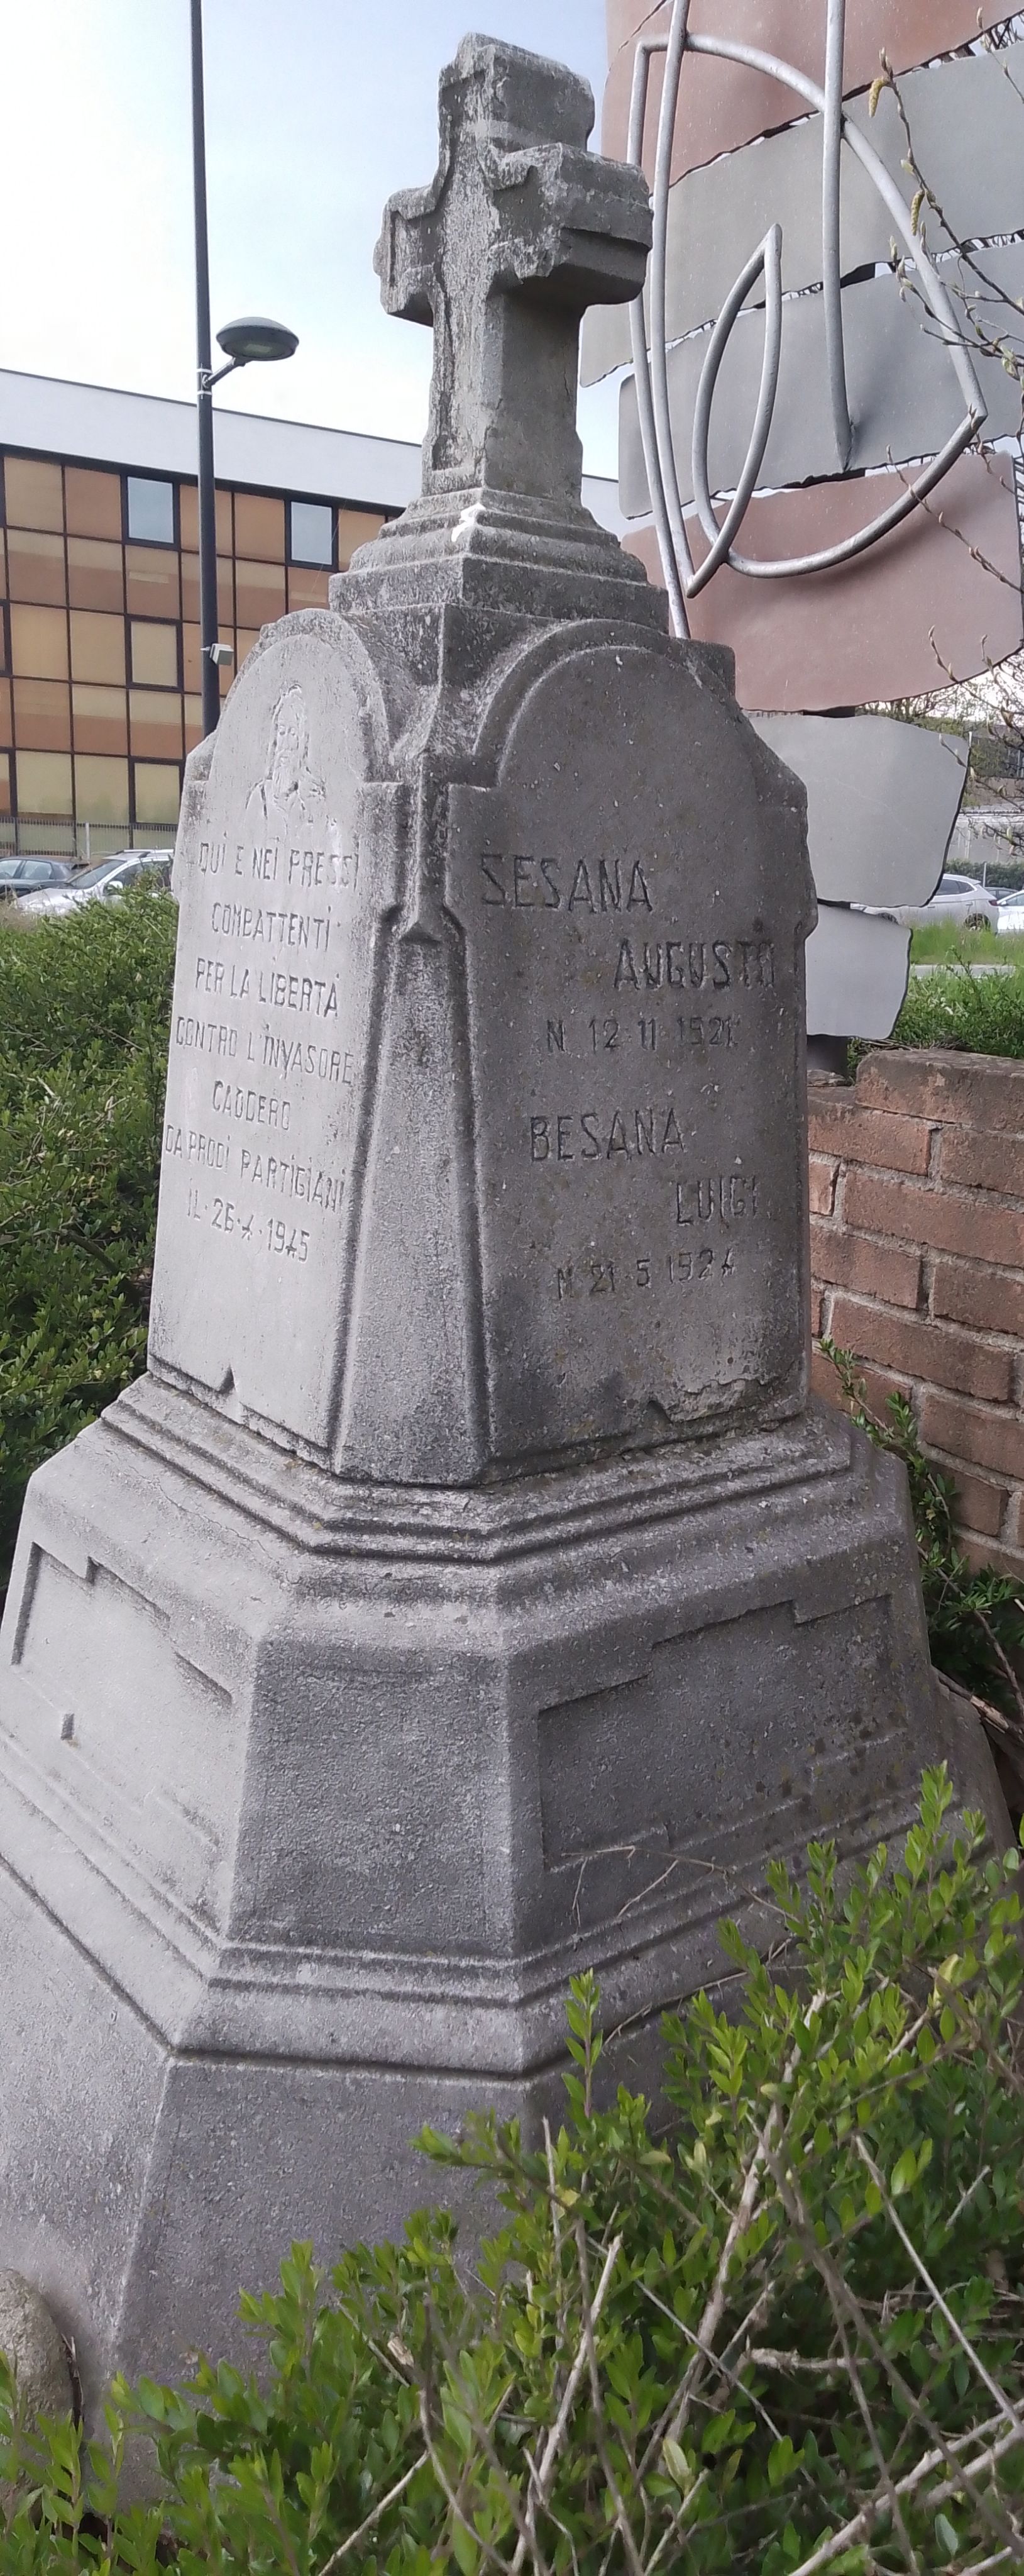 QUI E NEI PRESSI
COMBATTENTI
PER LA LIBERTÀ
CONTRO L'INVASORE
CADDERO
DA PRODI PARTIGIANI
IL·26·4·1945
SESANA
AUGUSTO
N 12 11 1921
BESANA
LUIGI
N 21 5 1924